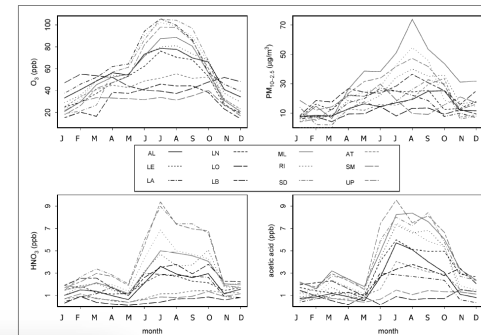 O3 (ppb)
100
80
60
40
20
J F M A M J J A S O N D
PM10-2.5 (µg/m3)
70
50
30
10
J F M A M J J A S O N D
AL LN ML AT
LE LO RI SM
LA LB SD UP
HNO3 (ppb)
9
7
5
3
1
J F M A M J J A S O N D
month
acetic acid (ppb)
9
7
5
3
1
J F M A M J J A S O N D
month